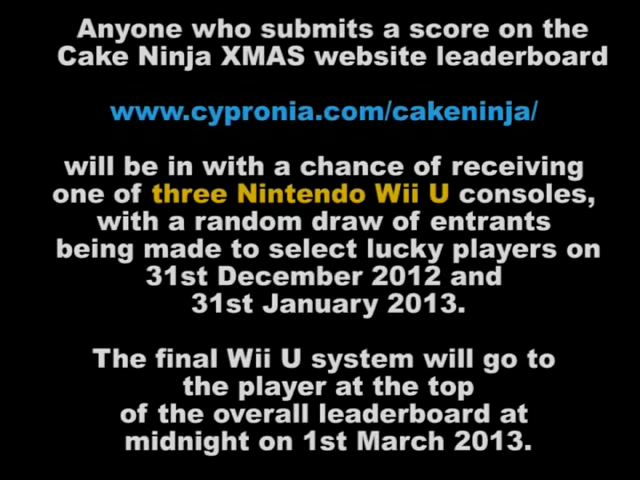 Anyone who submits a score on the
Cake Ninja XMAS website leaderboard
www.cypronia.com/cakeninja/
will be in with a chance of receiving
one of three Nintendo Wii U consoles,
with a random draw of entrants
being made to select lucky players on
31st December 2012 and
31st January 2013.
The final Wii U system will go to
the player at the top
of the overall leaderboard at
midnight on 1st March 2013.